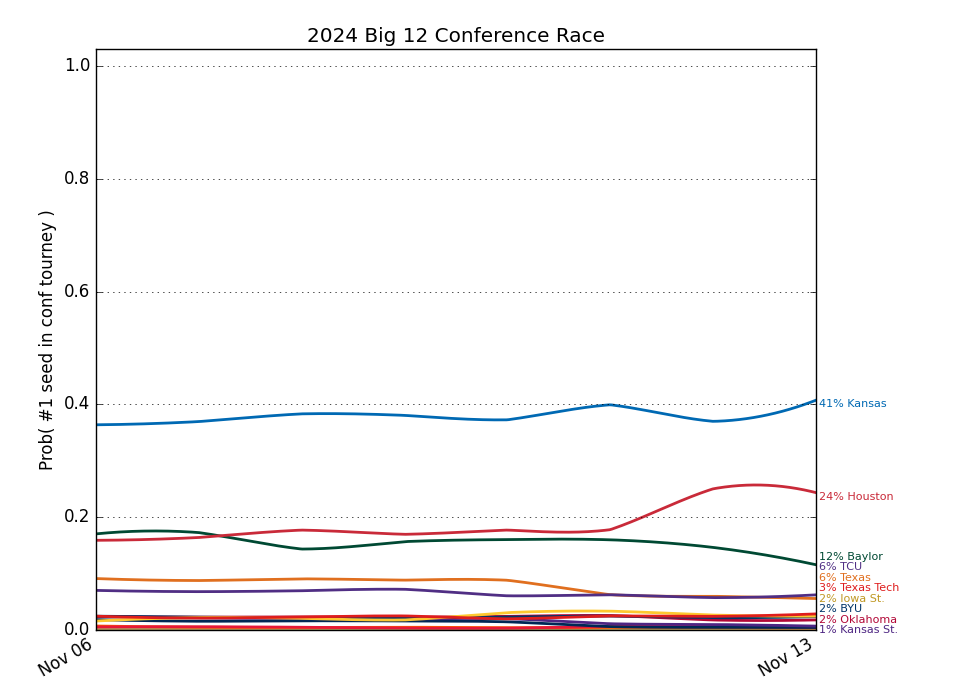 2024 Big 12 Conference Race
Prob( #1 seed in conf tourney )
1.0
0.8
0.6
0.4
0.2
0.0
Nov 06
Nov 13
41% Kansas
24% Houston
12% Baylor
6% TCU
6% Texas
3% Texas Tech
2% Iowa St.
2% BYU
2% Oklahoma
1% Kansas St.